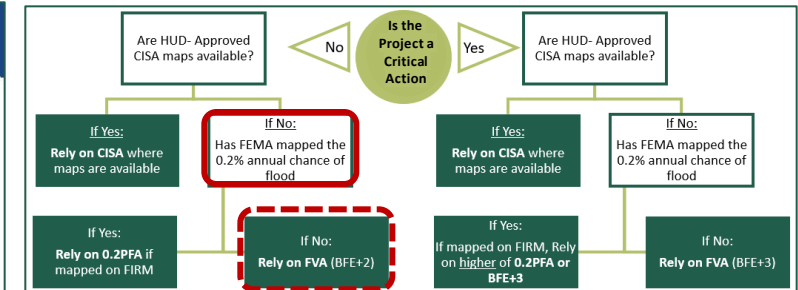 Are HUD- Approved
CISA maps available?
No
Is the
Project a
Critical
Action
Yes
Are HUD- Approved
CISA maps available?
If Yes:
Rely on CISA where
maps are available
If No:
Has FEMA mapped the
0.2% annual chance of
flood
If Yes:
Rely on CISA where
maps are available
If No:
Has FEMA mapped the
0.2% annual chance of
flood
If Yes:
Rely on 0.2PFA if
mapped on FIRM
If No:
Rely on FVA (BFE+2)
If Yes:
If mapped on FIRM, Rely
on higher of 0.2PFA or
BFE+3
If No:
Rely on FVA (BFE+3)